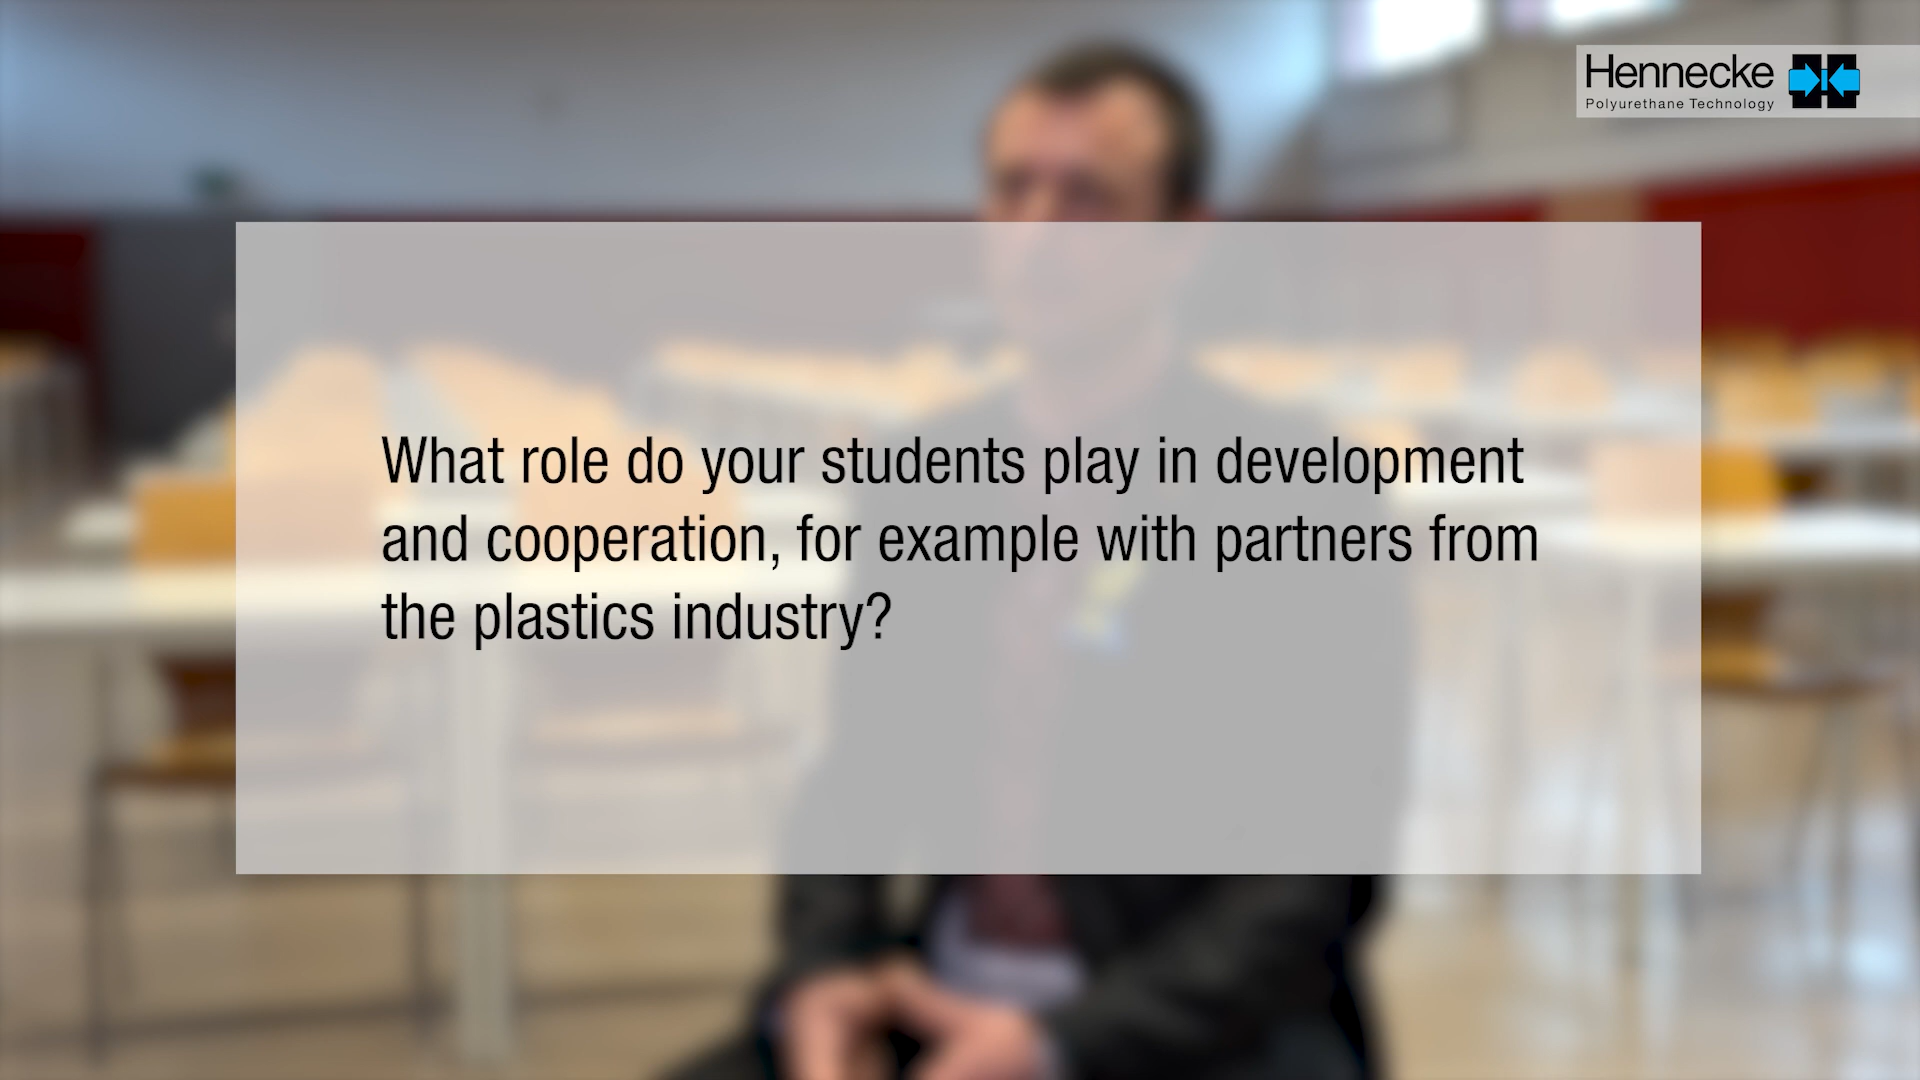 Hennecke
Polyurethane Technology
What role do your students play in development
and cooperation, for example with partners from
the plastics industry?